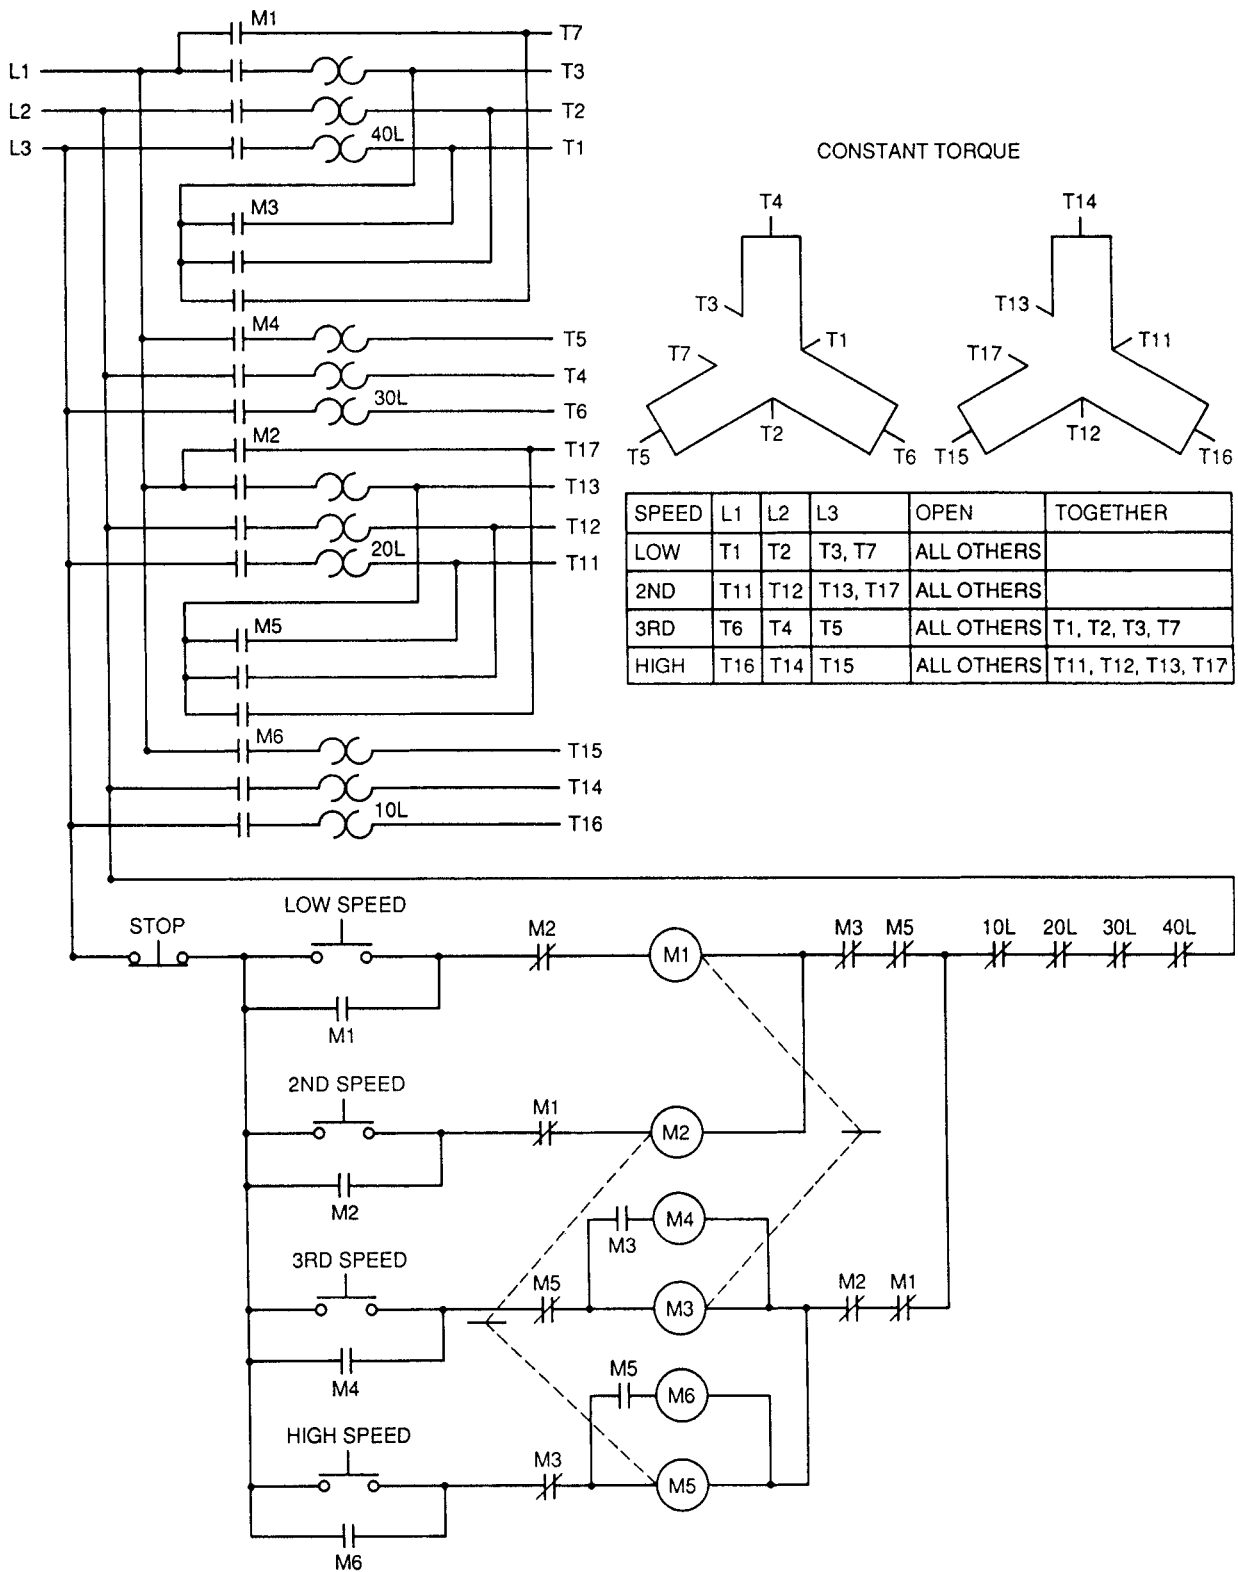 M1
T7
L1
T3
L2
T2
L3
40L
T1
CONSTANT TORQUE
M3
T4
T14
T3
T13
T7
T1
T17
T11
T5
T2
T6
T15
T12
T16
M4
T5
T4
30L
T6
M2
T17
T13
T12
20L
T11
M5
SPEED L1 L2 L3 OPEN TOGETHER
LOW T1 T2 T3, T7 ALL OTHERS
2ND T11 T12 T13, T17 ALL OTHERS
3RD T6 T4 T5 ALL OTHERS T1, T2, T3, T7
HIGH T16 T14 T15 ALL OTHERS T11, T12, T13, T17
M6
T15
T14
10L
T16
STOP
LOW SPEED
M2
M1
M3 M5
10L 20L 30L 40L
M1
2ND SPEED
M1
M2
M2
M3
M4
3RD SPEED
M5
M3
M2 M1
M4
M5
M6
HIGH SPEED
M3
M5
M6